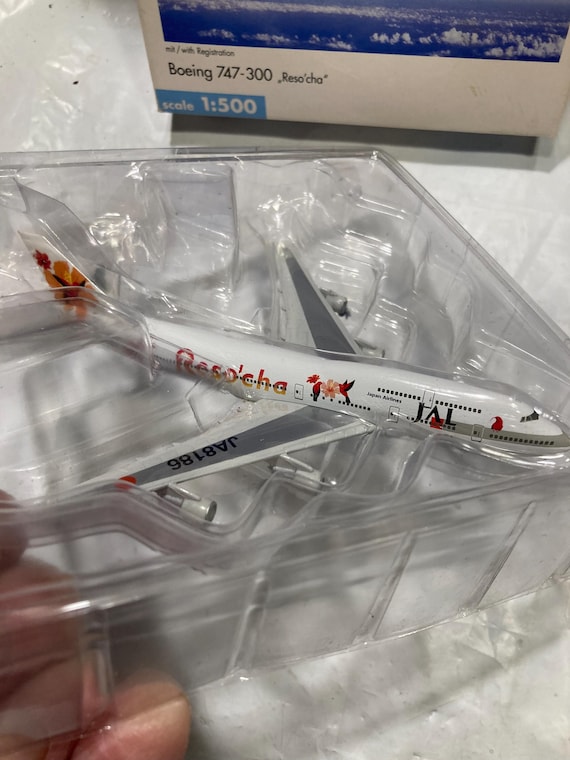 mit / with Registration
Boeing 747-300 „Reso'cha“
scale 1:500
Reso'cha
Japan Airlines
JAL
JA8186